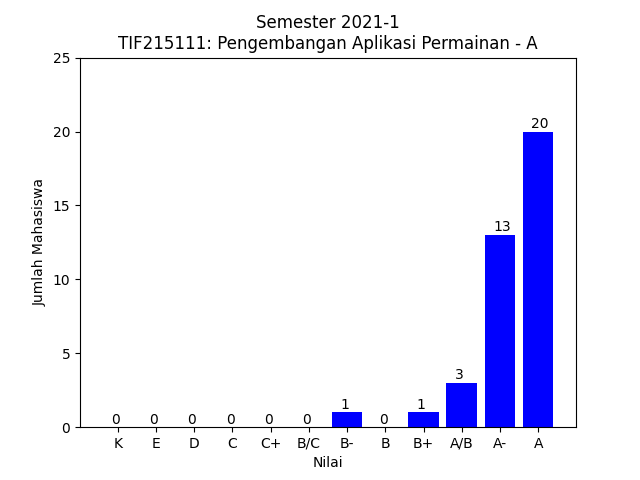 Semester 2021-1
TIF215111: Pengembangan Aplikasi Permainan - A
25
20
15
10
5
0
Jumlah Mahasiswa
0 0 0 0 0 0 1 0 1 3 13 20
K E D C C+ B/C B- B B+ A/B A- A
Nilai